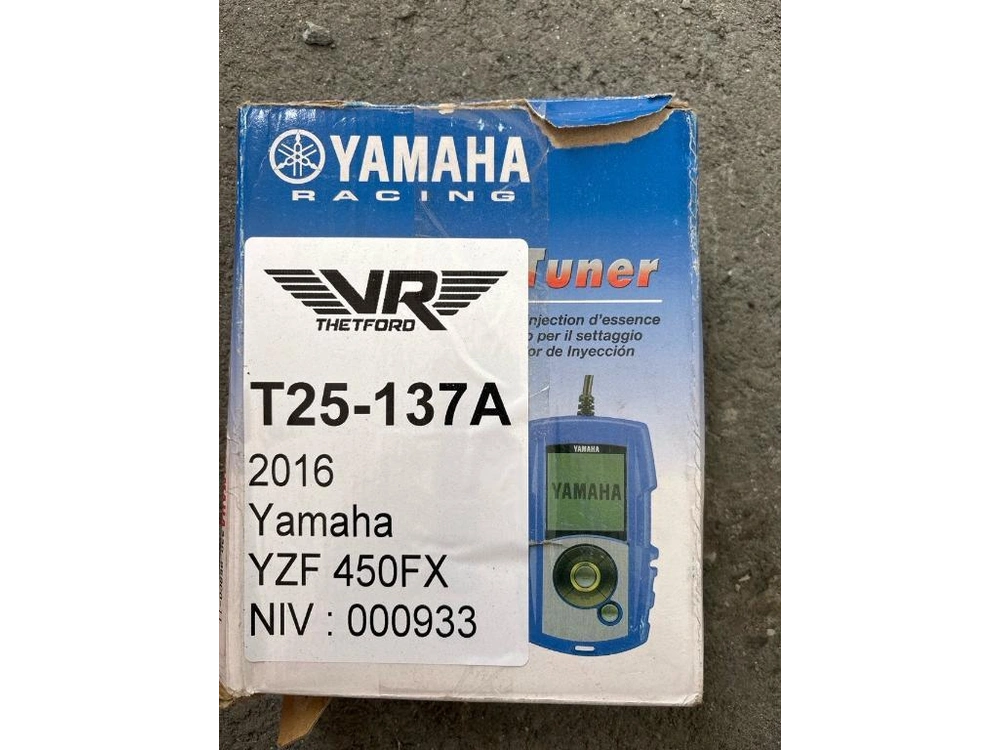 YAMAHA
RACING
Tuner
VR
THETFORD
njection d'essence
o per il settaggio
or de Inyección
T25-137A
2016
Yamaha
YZF 450FX
NIV : 000933
YAMAHA
YAMAHA